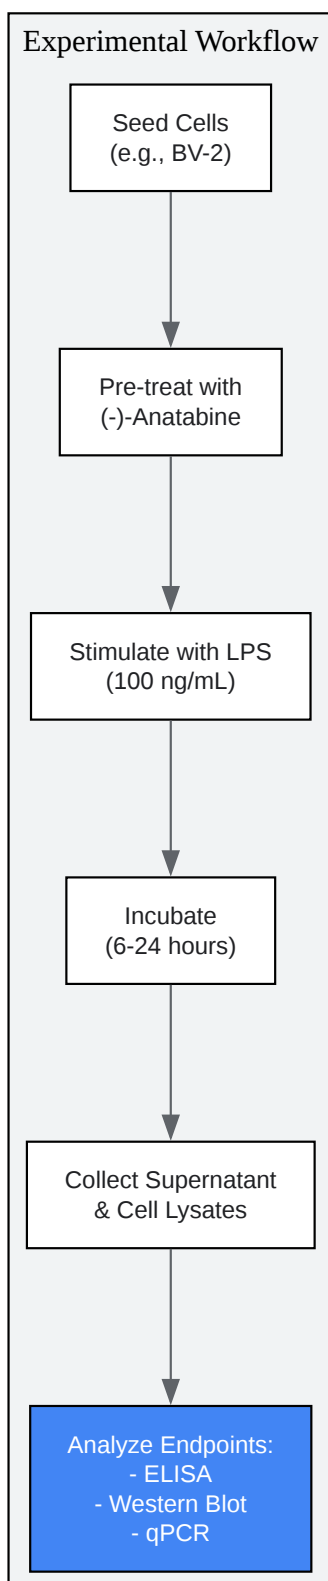 Experimental Workflow
Seed Cells
(e.g., BV-2)
Pre-treat with
(-)-Anatabine
Stimulate with LPS
(100 ng/mL)
Incubate
(6-24 hours)
Collect Supernatant
& Cell Lysates
Analyze Endpoints:
- ELISA
- Western Blot
- qPCR